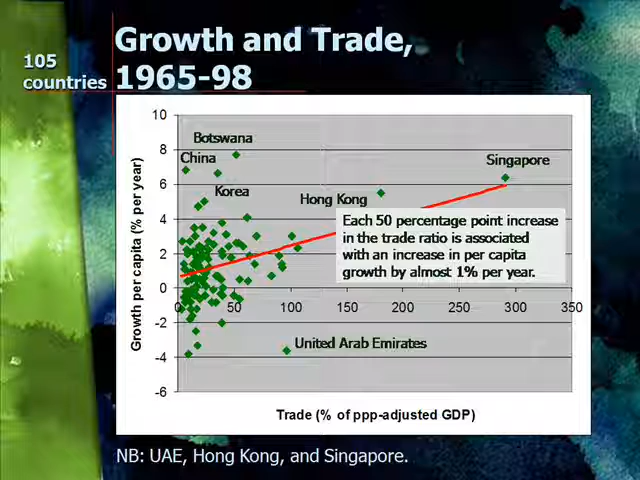 105
countries
Growth and Trade,
1965-98
10
8
6
4
2
0
-2
-4
-6
Growth per capita (% per year)
Botswana
China
Korea
Hong Kong
Singapore
Each 50 percentage point increase
in the trade ratio is associated
with an increase in per capita
growth by almost 1% per year.
0 50 100 150 200 250 300 350
United Arab Emirates
Trade (% of ppp-adjusted GDP)
NB: UAE, Hong Kong, and Singapore.